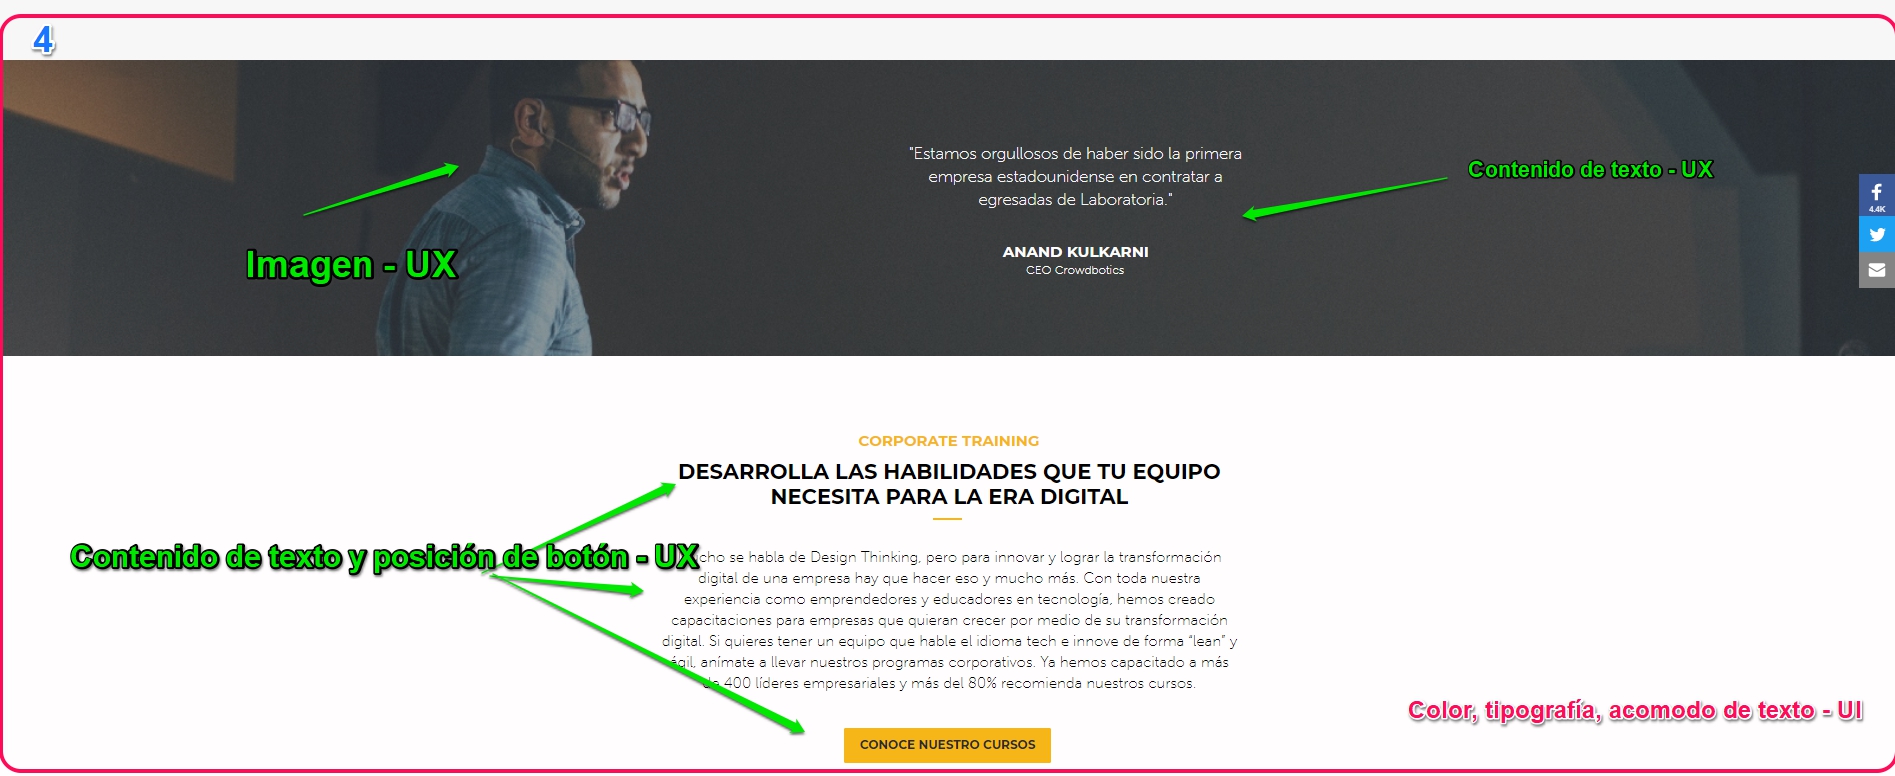 4
"Estamos orgullosos de haber sido la primera
empresa estadounidense en contratar a
egresadas de Laboratoria."
ANAND KULKARNI
CEO Crowdbotics
Imagen - UX
Contenido de texto - UX
4.4K
CORPORATE TRAINING
DESARROLLA LAS HABILIDADES QUE TU EQUIPO
NECESITA PARA LA ERA DIGITAL
Contenido de texto y posición de botón - UX
se habla de Design Thinking, pero para innovar y lograr la transformación
digital de una empresa hay que hacer eso y mucho más. Con toda nuestra
experiencia como emprendedores y educadores en tecnología, hemos creado
capacitaciones para empresas que quieran crecer por medio de su transformación
digital. Si quieres tener un equipo que hable el idioma tech e innove de forma "lean" y
ágil, anímate a llevar nuestros programas corporativos. Ya hemos capacitado a más
de 400 líderes empresariales y más del 80% recomienda nuestros cursos.
CONOCE NUESTRO CURSOS
Color, tipografía, acomodo de texto - UI